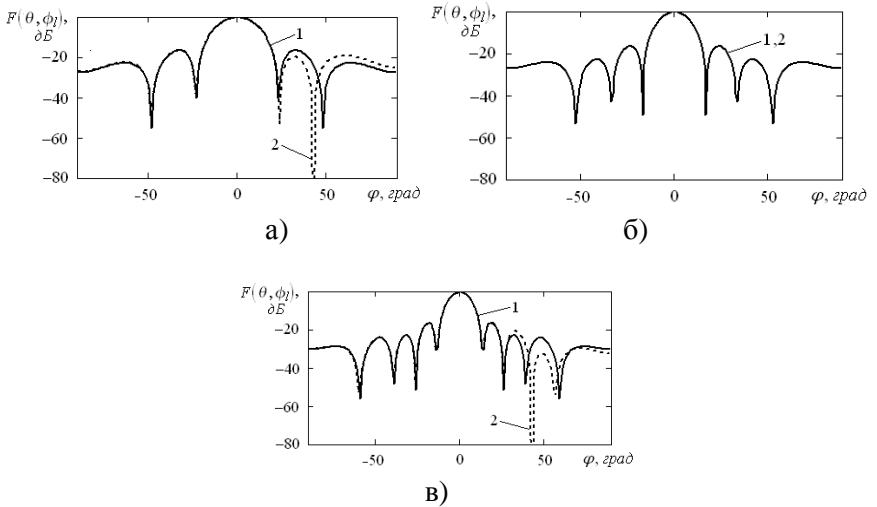 F(θ,ϕl),
дБ
1
2
−20
−40
−60
−80
-50
0
50
φ, град
а)
F(θ,ϕl),
дБ
1,2
−20
−40
−60
−80
-50
0
50
φ, град
б)
F(θ,ϕl),
дБ
1
2
−20
−40
−60
−80
-50
0
50
φ, град
в)